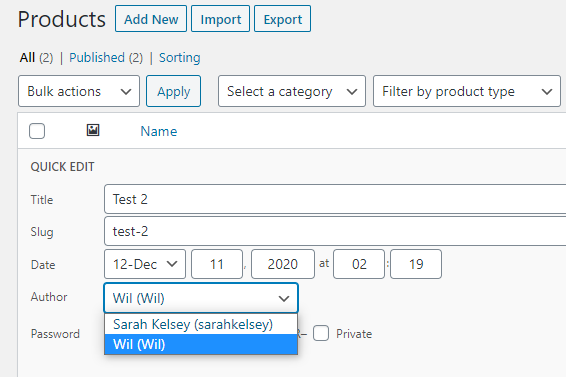 Products Add New Import Export
All (2) | Published (2) | Sorting
Bulk actions Apply Select a category Filter by product type
Name
QUICK EDIT
Title Test 2
Slug test-2
Date 12-Dec 11 , 2020 at 02 : 19
Author Wil (Wil)
Sarah Kelsey (sarahkelsey)
Wil (Wil)
Password R– Private